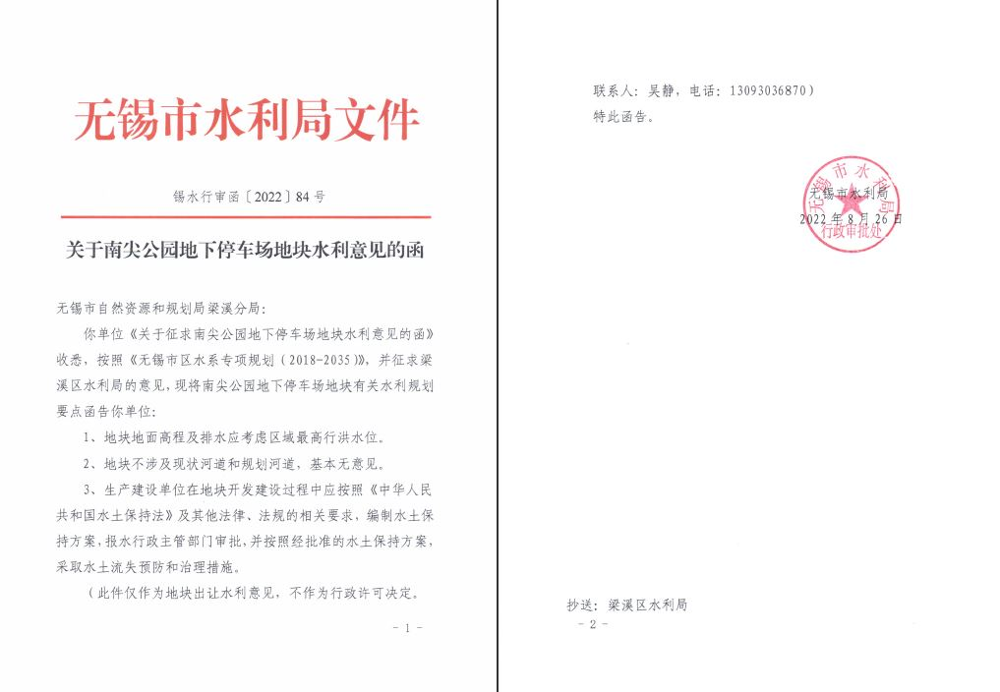 无锡市水利局文件
锡水行审函〔2022〕84 号
关于南尖公园地下停车场地块水利意见的函
无锡市自然资源和规划局梁溪分局:
你单位《关于征求南尖公园地下停车场地块水利意见的函》
收悉，按照《无锡市区水系专项规划（2018-2035）》，并征求梁
溪区水利局的意见，现将南尖公园地下停车场地块有关水利规划
要点函告你单位:
1、地块地面高程及排水应考虑区域最高行洪水位。
2、地块不涉及现状河道和规划河道，基本无意见。
3、生产建设单位在地块开发建设过程中应按照《中华人民
共和国水土保持法》及其他法律、法规的相关要求，编制水土保
持方案，报水行政主管部门审批，并按照经批准的水土保持方案，
采取水土流失预防和治理措施。
（此件仅作为地块出让水利意见，不作为行政许可决定。
- 1 -
联系人：吴静，电话：13093036870）
特此函告。
无锡市水利局
无锡市水利局
2022 年 8 月 26 日
行政审批处
抄送：梁溪区水利局
- 2 -